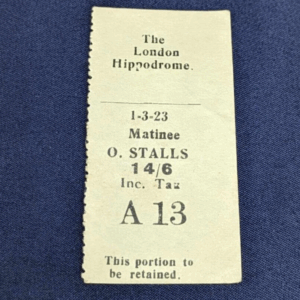 The
London
Hippodrome.
1-3-23
Matinee
O. STALLS
14/6
Inc. Tax
A 13
This portion to
be retained.